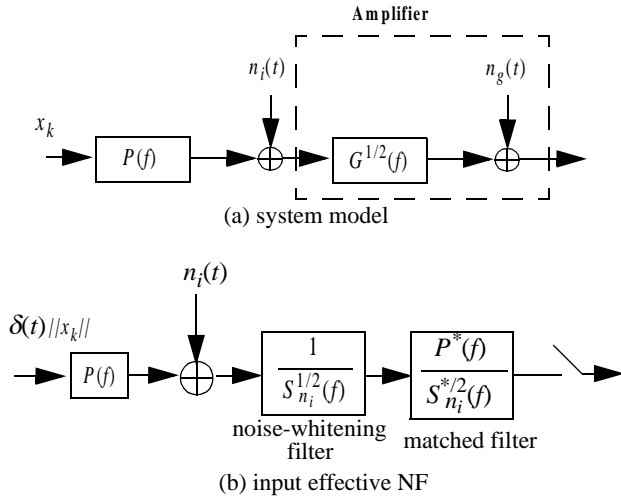 Amplifier
n_i(t)
n_g(t)
x_k
P(f)
G^{1/2}(f)
(a) system model
n_i(t)
δ(t)||x_k||
P(f)
1
S_{n_i}^{1/2}(f)
P^*(f)
S_{n_i}^{*/2}(f)
noise-whitening
filter
matched filter
(b) input effective NF